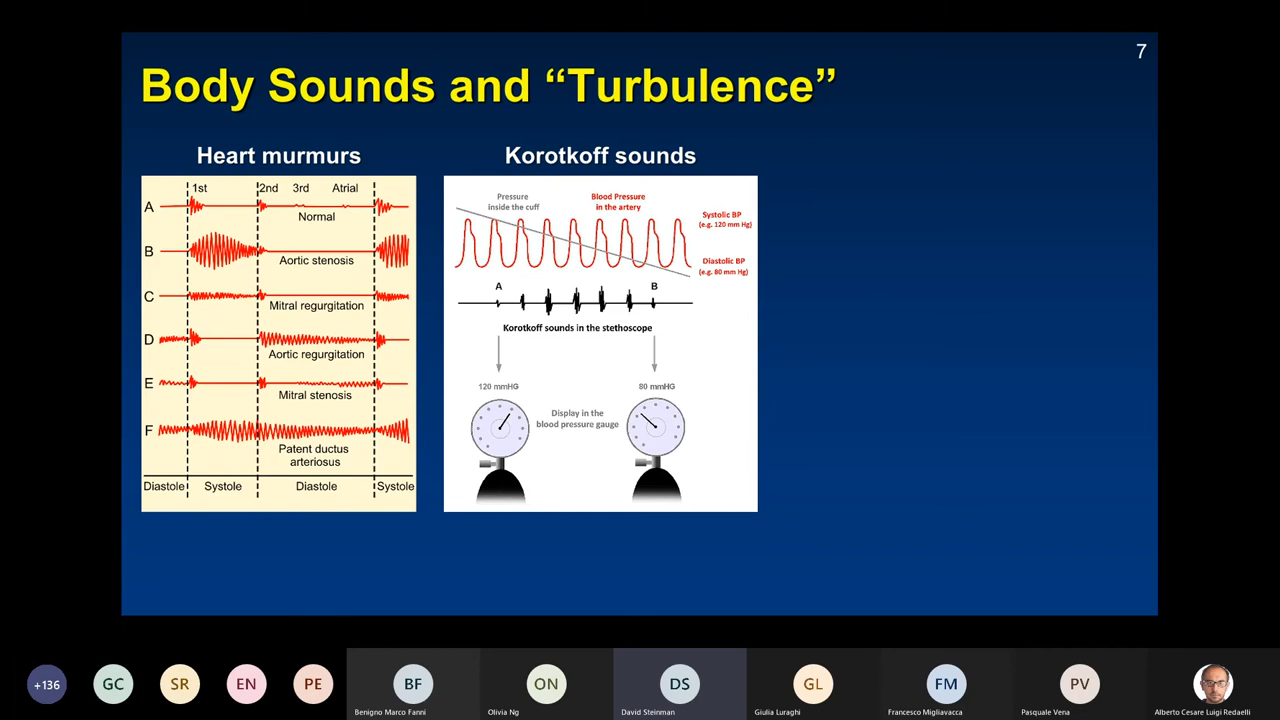 7
Body Sounds and “Turbulence”
Heart murmurs
Korotkoff sounds
1st 2nd 3rd Atrial
A
Normal
B
Aortic stenosis
C
Mitral regurgitation
D
Aortic regurgitation
E
Mitral stenosis
F
Patent ductus
arteriosus
Diastole Systole Diastole Systole
Pressure
inside the cuff
Blood Pressure
in the artery
Systolic BP
(e.g. 120 mm Hg)
Diastolic BP
(e.g. 80 mm Hg)
A B
Korotkoff sounds in the stethoscope
120 mmHG 80 mmHG
Display in the
blood pressure gauge
+136 GC SR EN PE BF ON DS GL FM PV
Benigno Marco Fanni Olivia Ng David Steinman Giulia Luraghi Francesco Migliavacca Pasquale Vena Alberto Cesare Luigi Redaelli